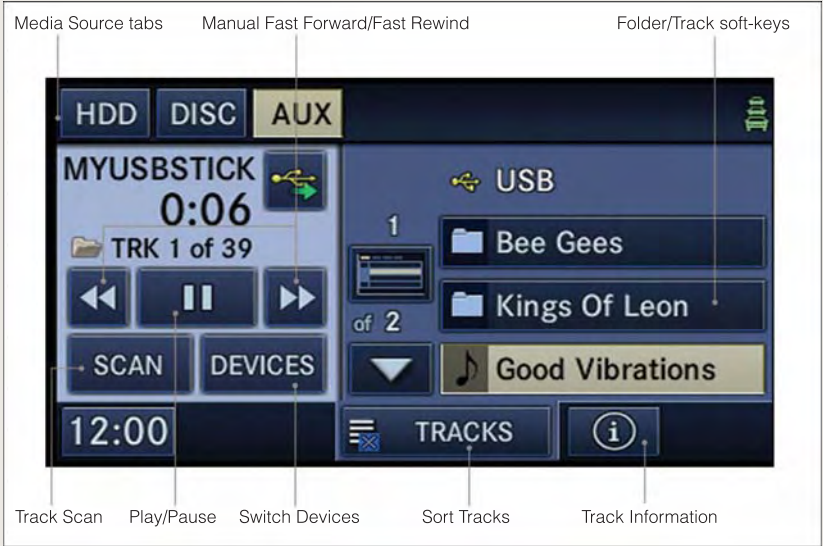 Media Source tabs
Manual Fast Forward/Fast Rewind
Folder/Track soft-keys
HDD
DISC
AUX
MYUSBSTICK
0:06
TRK 1 of 39
SCAN
DEVICES
12:00
USB
1
of 2
Bee Gees
Kings Of Leon
Good Vibrations
TRACKS
i
Track Scan
Play/Pause
Switch Devices
Sort Tracks
Track Information